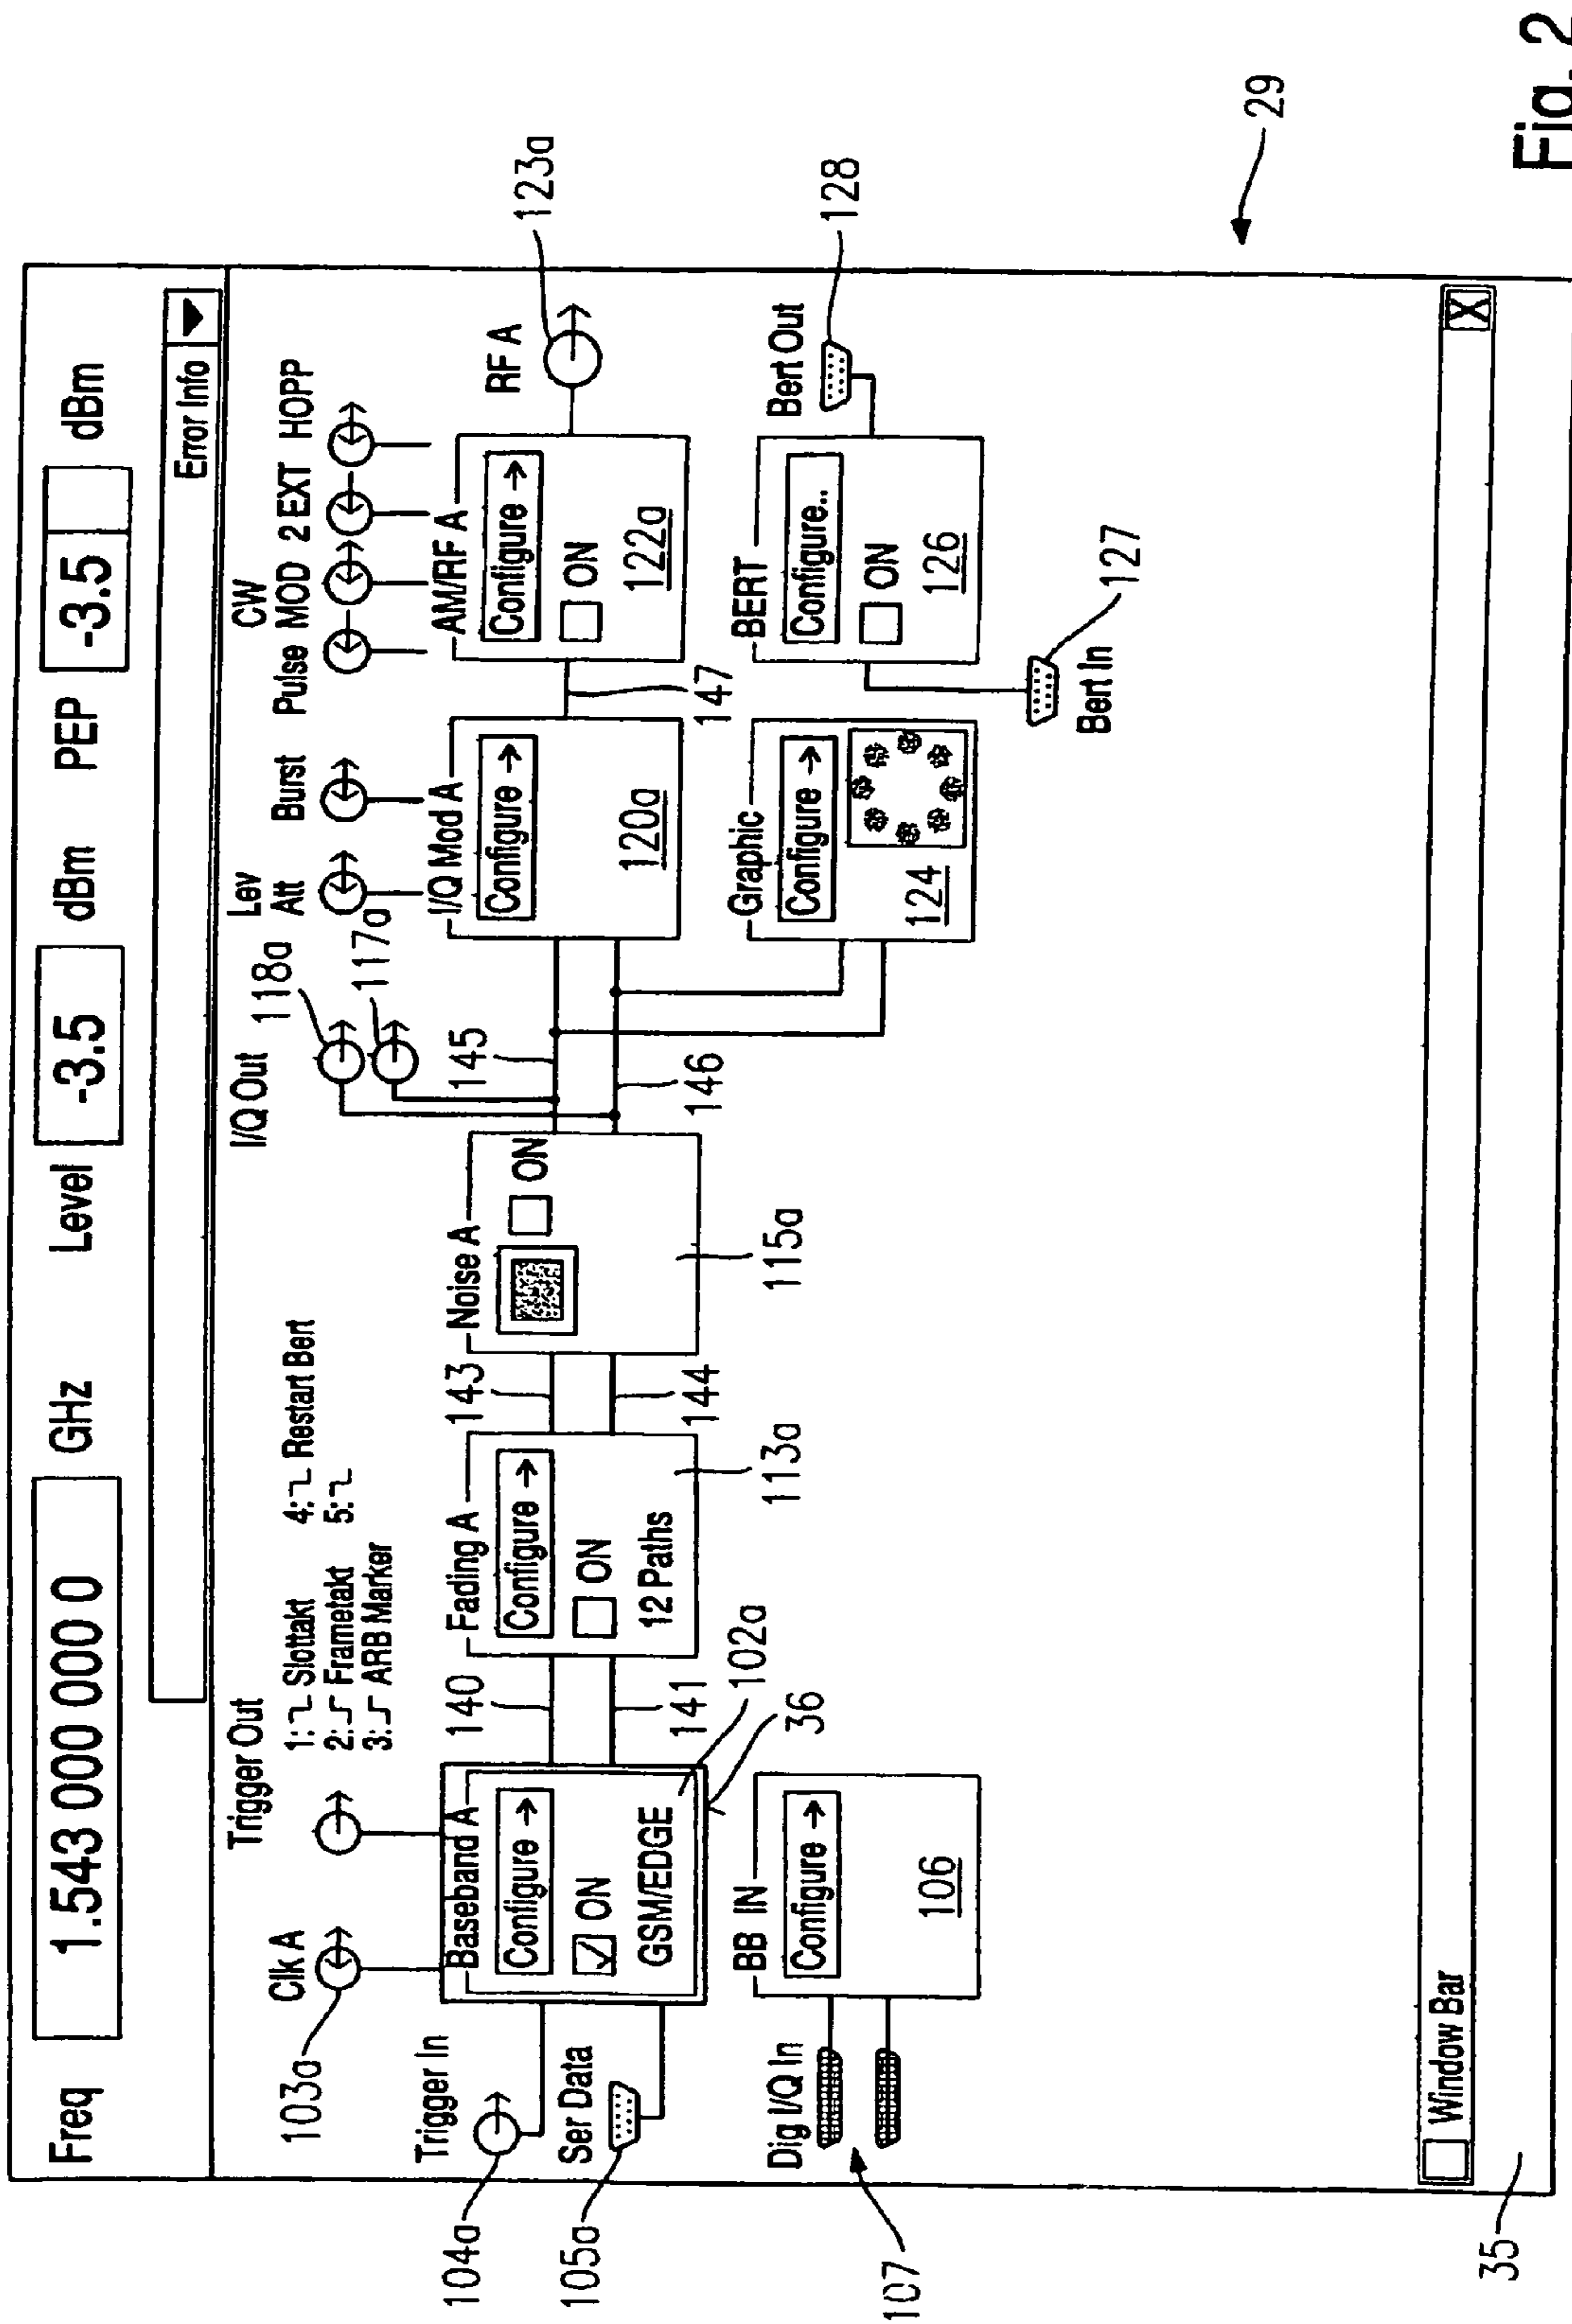 Freq 1.543 000 000 0 GHz Level -3.5 dBm PEP -3.5 dBm
Error Info
Clk A
103a
Trigger Out
1: Slottakt
2: Frametakt
3: ARB Marker
4: Restart Bert
5:
I/Q Out
118a
117a
Lev
Att
Burst
CW
Pulse MOD 2 EXT HOPP
Trigger In
104a
Ser Data
105a
Baseband A
Configure →
ON
GSM/EDGE
102a
36
140
141
Fading A
Configure →
ON
12 Paths
113a
143
144
Noise A
ON
115a
145
146
I/Q Mod A
Configure →
120a
147
AM/RF A
Configure →
ON
122a
RF A
123a
Dig I/Q In
107
BB IN
Configure →
106
Graphic
Configure →
124
BERT
Configure..
ON
126
Bert Out
128
Bert In
127
29
Window Bar X
35
Fig. 2